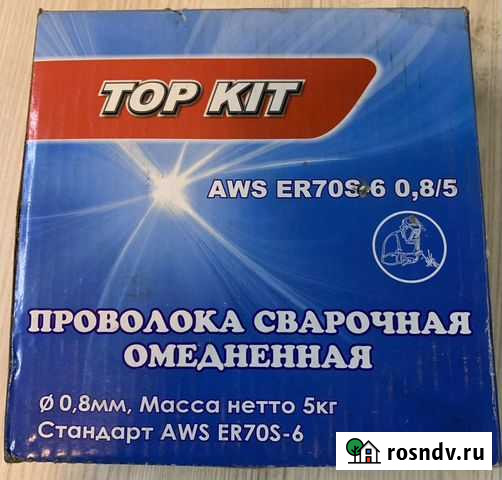 TOP KIT
AWS ER70S-6 0,8/5
ПРОВОЛОКА СВАРОЧНАЯ
ОМЕДНЕННАЯ
Ø 0,8мм, Масса нетто 5кг
Стандарт AWS ER70S-6
rosndv.ru